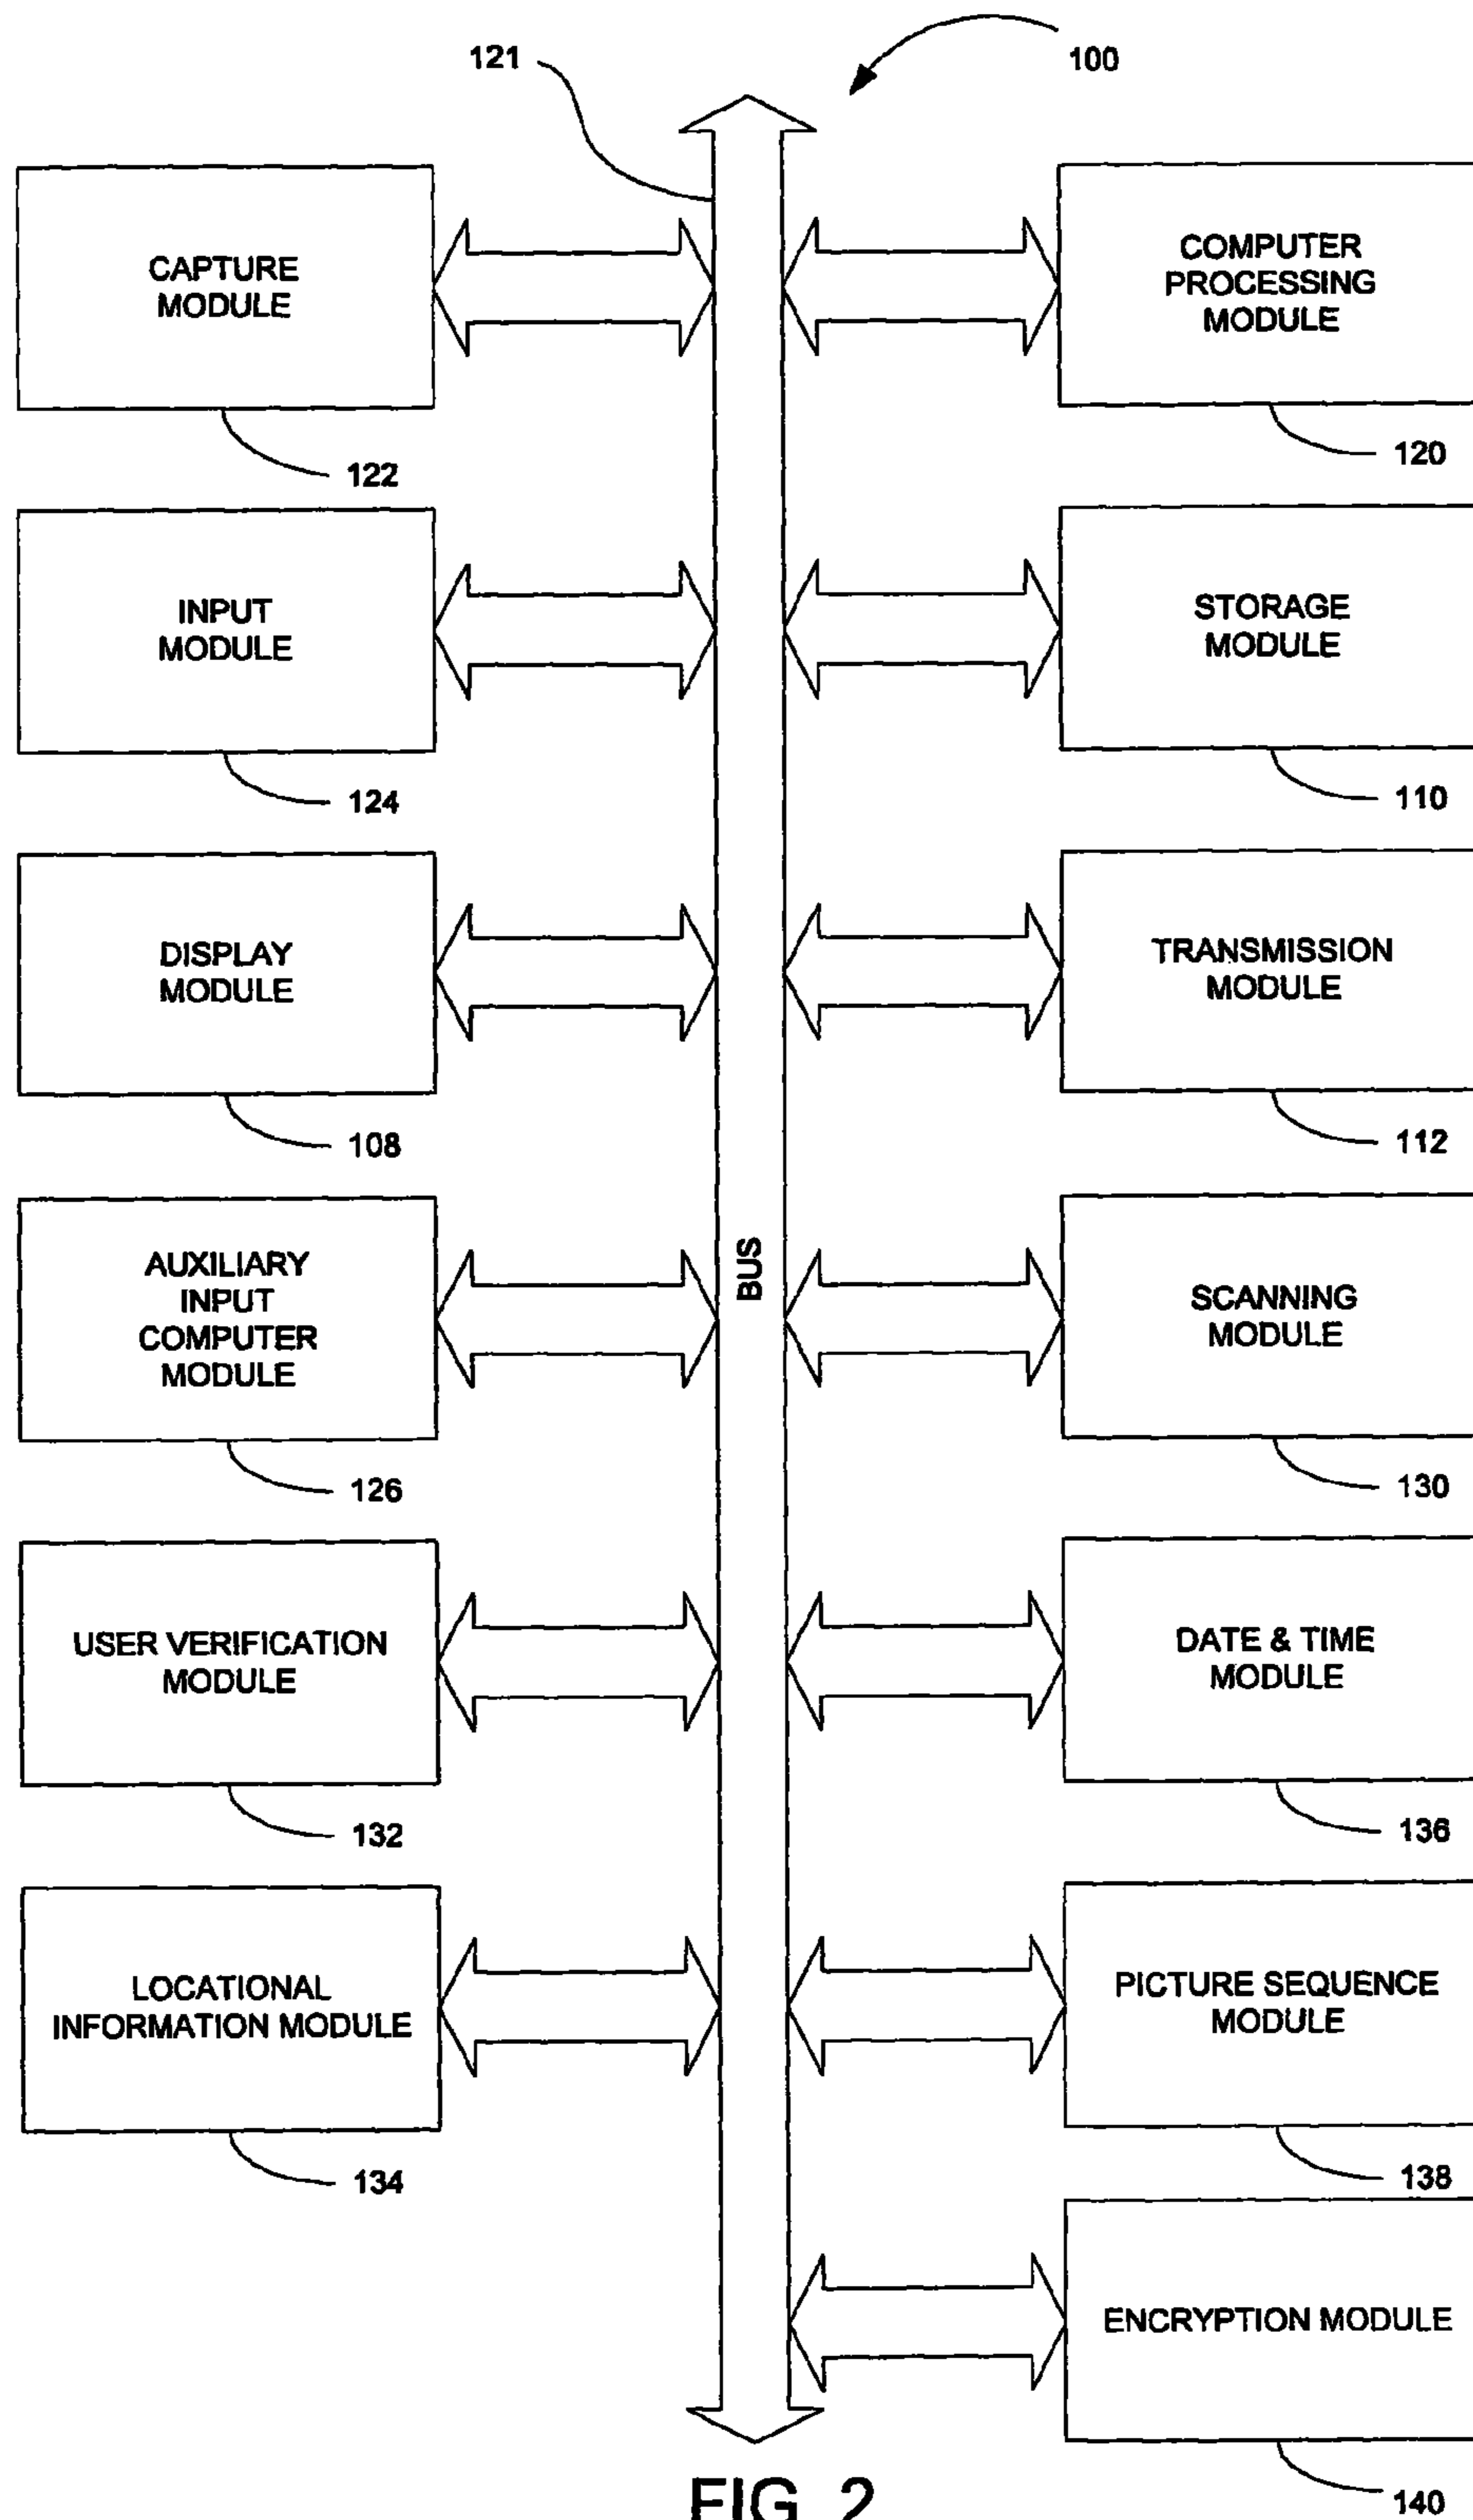 121
100
CAPTURE
MODULE
122
COMPUTER
PROCESSING
MODULE
120
INPUT
MODULE
124
STORAGE
MODULE
110
DISPLAY
MODULE
108
TRANSMISSION
MODULE
112
BUS
AUXILIARY
INPUT
COMPUTER
MODULE
126
SCANNING
MODULE
130
USER VERIFICATION
MODULE
132
DATE & TIME
MODULE
136
LOCATIONAL
INFORMATION MODULE
134
PICTURE SEQUENCE
MODULE
138
ENCRYPTION MODULE
140
FIG. 2